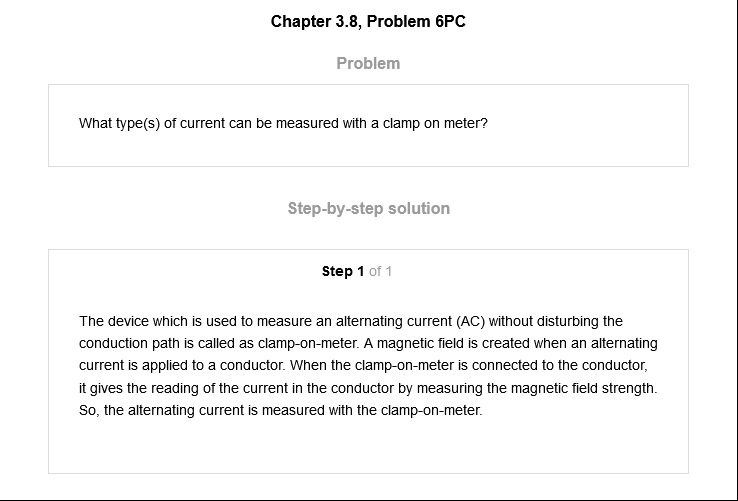 Chapter 3.8, Problem 6PC
Problem
What type(s) of current can be measured with a clamp on meter?
Step-by-step solution
Step 1 of 1
The device which is used to measure an alternating current (AC) without disturbing the
conduction path is called as clamp-on-meter. A magnetic field is created when an alternating
current is applied to a conductor. When the clamp-on-meter is connected to the conductor,
it gives the reading of the current in the conductor by measuring the magnetic field strength.
So, the alternating current is measured with the clamp-on-meter.